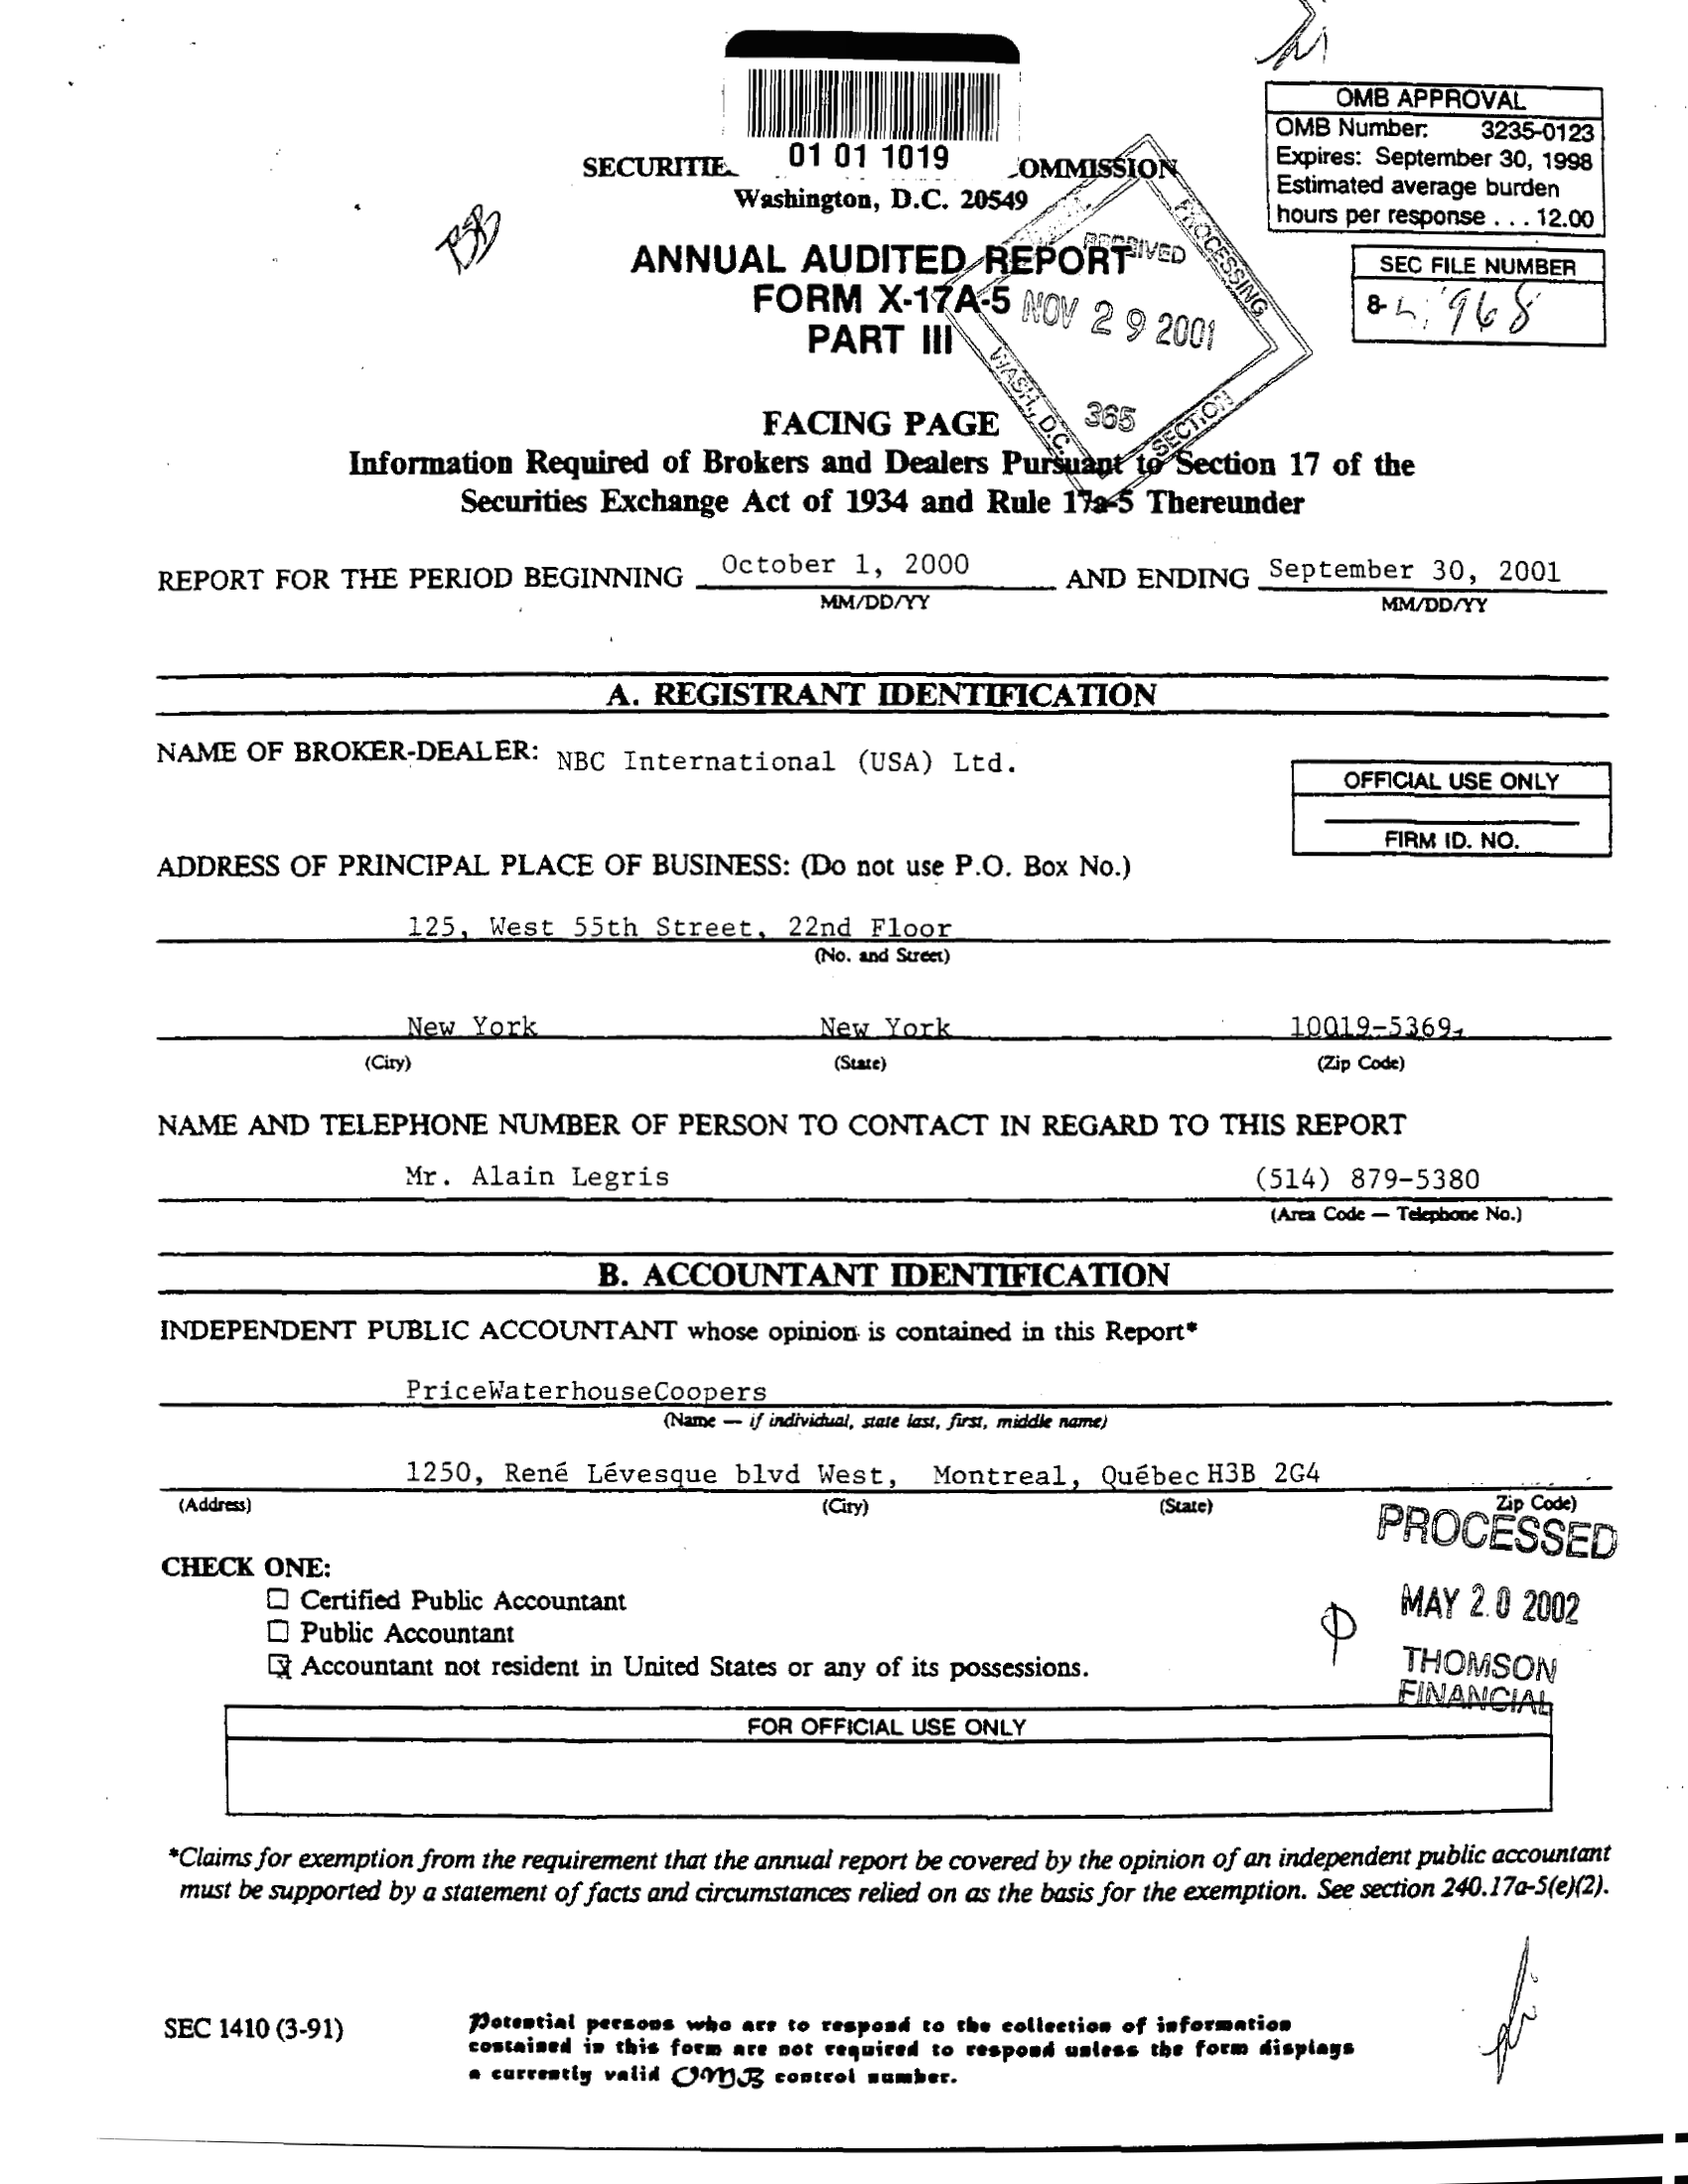 OMB APPROVAL
OMB Number: 3235-0123
Expires: September 30, 1998
Estimated average burden
hours per response . . . 12.00
01 01 1019
SECURITIE OMMISSION
Washington, D.C. 20549
ANNUAL AUDITED REPORT
FORM X-17A-5
PART III
RECEIVED
NOV 29 2001
365
PROCESSING
SECTION
WASH., D.C.
SEC FILE NUMBER
8-
FACING PAGE
Information Required of Brokers and Dealers Pursuant to Section 17 of the
Securities Exchange Act of 1934 and Rule 17a-5 Thereunder
REPORT FOR THE PERIOD BEGINNING October 1, 2000 AND ENDING September 30, 2001
MM/DD/YY MM/DD/YY
A. REGISTRANT IDENTIFICATION
NAME OF BROKER-DEALER: NBC International (USA) Ltd.
OFFICIAL USE ONLY
FIRM ID. NO.
ADDRESS OF PRINCIPAL PLACE OF BUSINESS: (Do not use P.O. Box No.)
125, West 55th Street, 22nd Floor
(No. and Street)
New York New York 10019-5369
(City) (State) (Zip Code)
NAME AND TELEPHONE NUMBER OF PERSON TO CONTACT IN REGARD TO THIS REPORT
Mr. Alain Legris (514) 879-5380
(Area Code — Telephone No.)
B. ACCOUNTANT IDENTIFICATION
INDEPENDENT PUBLIC ACCOUNTANT whose opinion is contained in this Report*
PriceWaterhouseCoopers
(Name — if individual, state last, first, middle name)
1250, René Lévesque blvd West, Montreal, Québec H3B 2G4
(Address) (City) (State) Zip Code)
PROCESSED
MAY 20 2002
THOMSON
FINANCIAL
CHECK ONE:
☐ Certified Public Accountant
☐ Public Accountant
☒ Accountant not resident in United States or any of its possessions.
FOR OFFICIAL USE ONLY
*Claims for exemption from the requirement that the annual report be covered by the opinion of an independent public accountant
must be supported by a statement of facts and circumstances relied on as the basis for the exemption. See section 240.17a-5(e)(2).
SEC 1410 (3-91)
Potential persons who are to respond to the collection of information
contained in this form are not required to respond unless the form displays
a currently valid OMB control number.